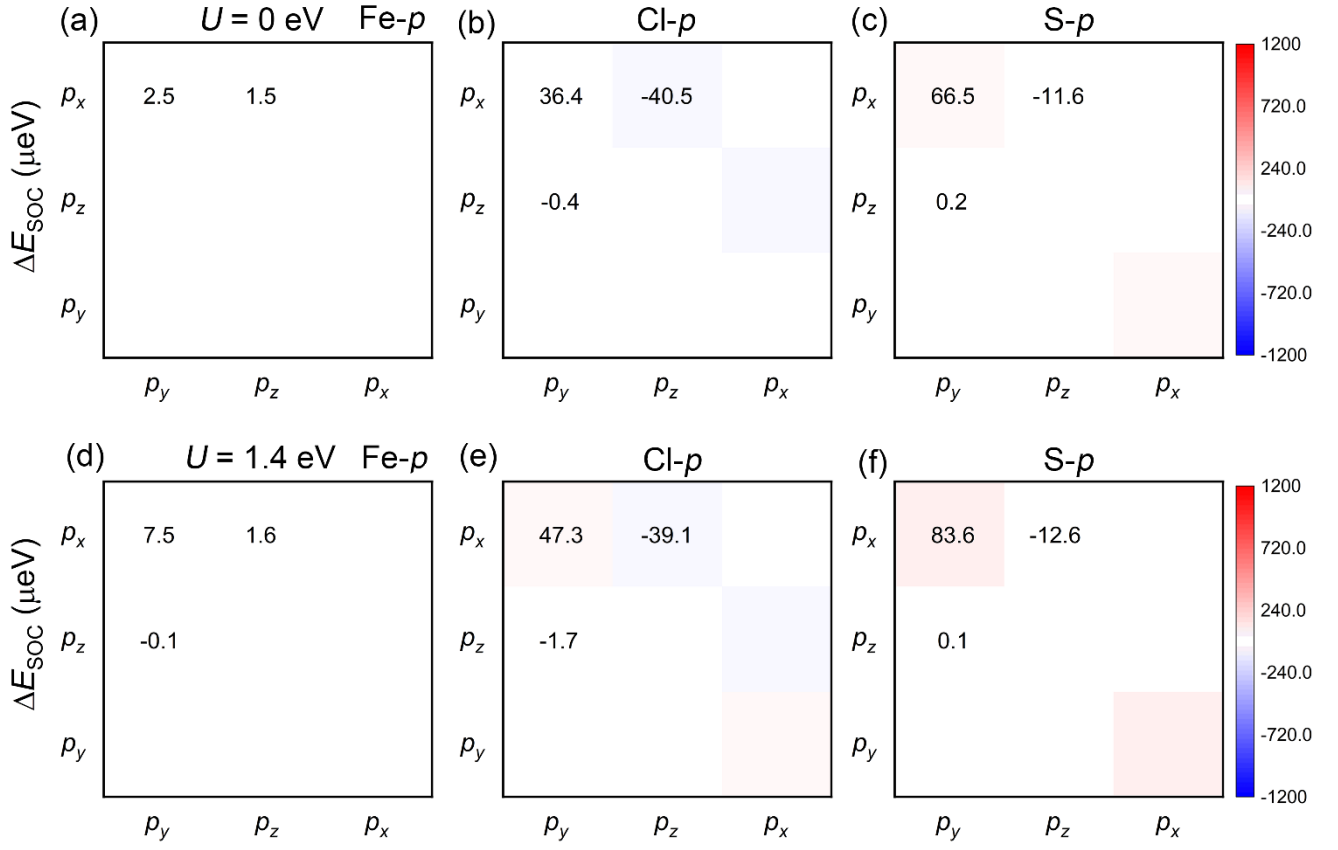 (a) U = 0 eV Fe-p (b) Cl-p (c) S-p
ΔE_SOC (μeV)
p_x 2.5 1.5
p_z
p_y
p_y p_z p_x
p_x 36.4 -40.5
p_z -0.4
p_y
p_y p_z p_x
p_x 66.5 -11.6
p_z 0.2
p_y
p_y p_z p_x
1200
720.0
240.0
-240.0
-720.0
-1200
(d) U = 1.4 eV Fe-p (e) Cl-p (f) S-p
ΔE_SOC (μeV)
p_x 7.5 1.6
p_z -0.1
p_y
p_y p_z p_x
p_x 47.3 -39.1
p_z -1.7
p_y
p_y p_z p_x
p_x 83.6 -12.6
p_z 0.1
p_y
p_y p_z p_x
1200
720.0
240.0
-240.0
-720.0
-1200